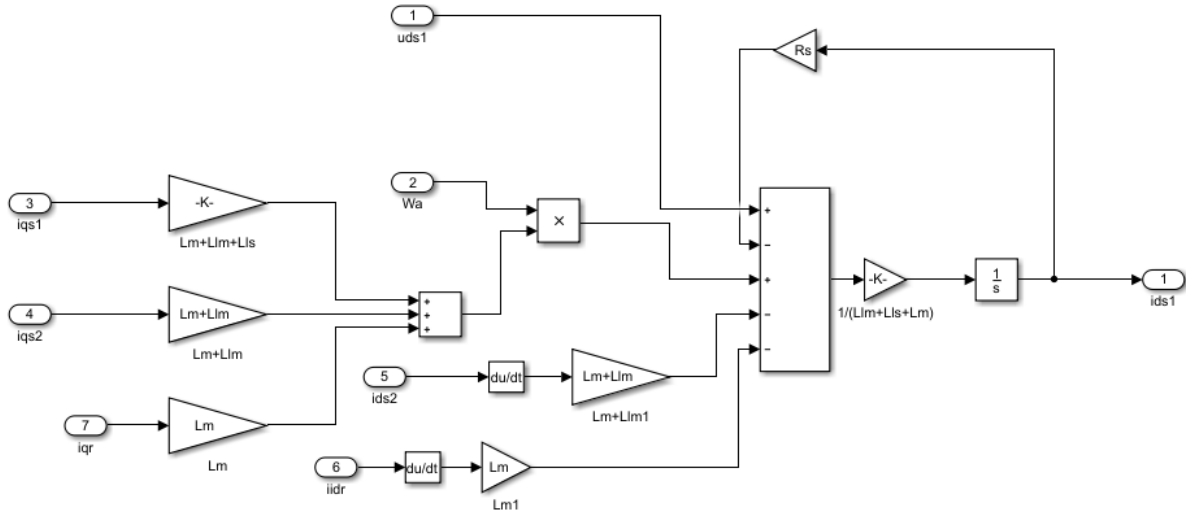 1
uds1
Rs
2
Wa
×
3
iqs1
-K-
Lm+Llm+Lls
+
−
+
−
−
-K-
1/(Llm+Lls+Lm)
1
s
1
ids1
4
iqs2
Lm+Llm
Lm+Llm
+
+
+
5
ids2
du/dt
Lm+Llm
Lm+Llm1
7
iqr
Lm
Lm
6
iidr
du/dt
Lm
Lm1